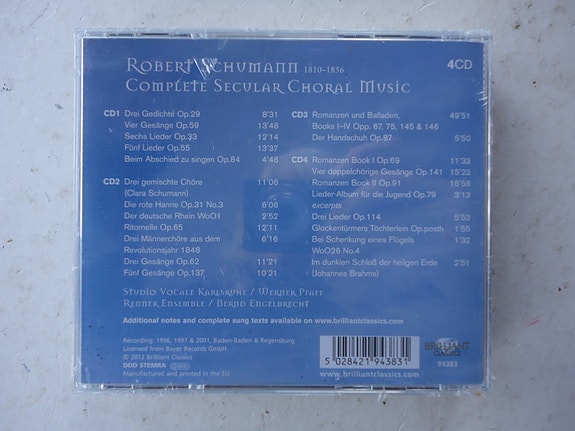 Robert Schumann 1810-1856
4CD
Complete Secular Choral Music
CD1 Drei Gedichte Op.29 8'31
Vier Gesänge Op.59 13'48
Sechs Lieder Op.33 12'14
Fünf Lieder Op.55 13'37
Beim Abschied zu singen Op.84 4'46
CD2 Drei gemischte Chöre 11'06
(Clara Schumann)
Die rote Hanne Op.31 No.3 6'06
Der deutsche Rhein WoO1 2'52
Ritornelle Op.65 12'11
Drei Männerchöre aus dem 6'16
Revolutionsjahr 1848
Drei Gesänge Op.62 11'21
Fünf Gesänge Op.137 10'21
CD3 Romanzen und Balladen, 49'51
Books I-IV Opp. 67, 75, 145 & 146
Der Handschuh Op.87 5'50
CD4 Romanzen Book I Op.69 11'33
Vier doppelchörige Gesänge Op.141 15'23
Romanzen Book II Op.91 15'58
Lieder-Album für die Jugend Op.79 3'13
excerpts
Drei Lieder Op.114 5'53
Glockentürmers Töchterlein Op.posth 1'55
Bei Schenkung eines Flügels 1'32
WoO26 No.4
Im dunklen Schloß der heiligen Erde 2'51
(Johannes Brahms)
Studio Vocale Karlsruhe / Werner Pfaff
Renner Ensemble / Bernd Engelbrecht
Additional notes and complete sung texts available on www.brilliantclassics.com
Recording: 1996, 1997 & 2001, Baden-Baden & Regensburg
Licensed from Bayer Records GmbH
© 2012 Brilliant Classics
DDD STEMRA
Manufactured and printed in the EU
5 028421 943831
www.brilliantclassics.com
BRILLIANT
CLASSICS
94383